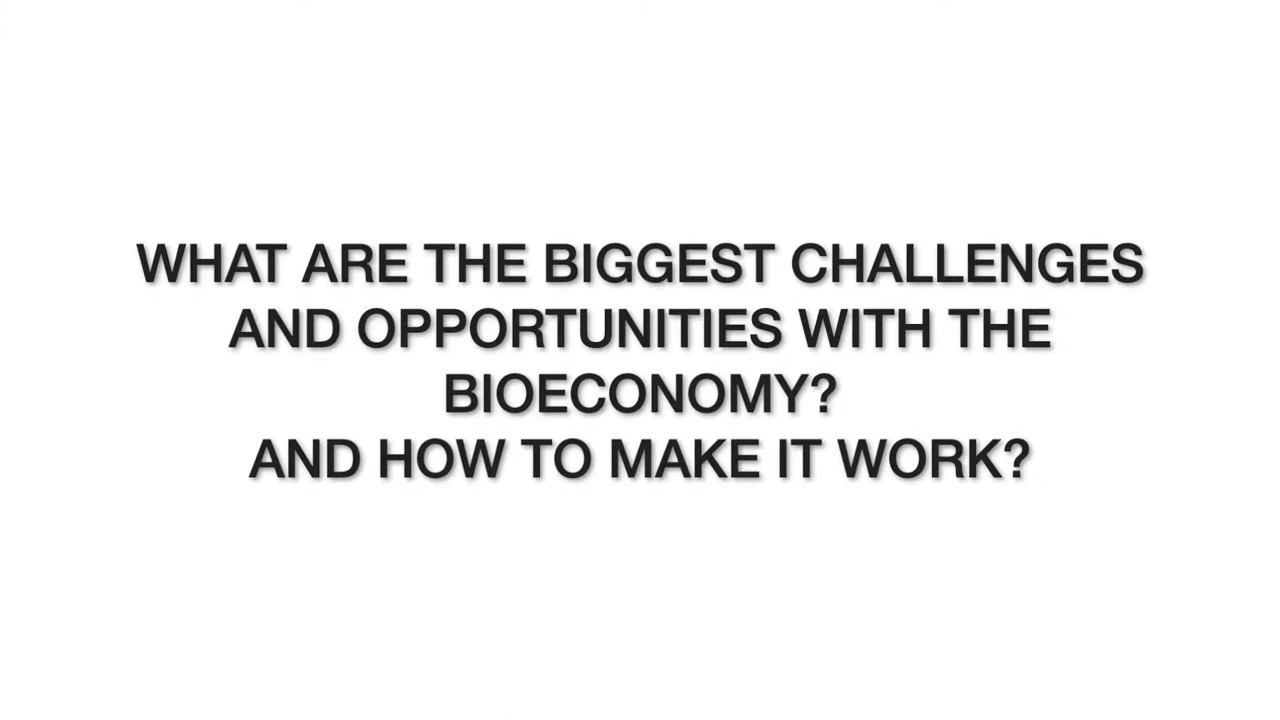 WHAT ARE THE BIGGEST CHALLENGES
AND OPPORTUNITIES WITH THE
BIOECONOMY?
AND HOW TO MAKE IT WORK?